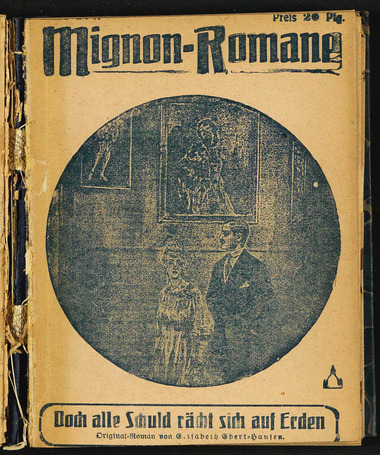 Preis 20 Pfg.
Mignon-Romane
Doch alle Schuld rächt sich auf Erden
Original-Roman von Elisabeth Ebert-Hansen.